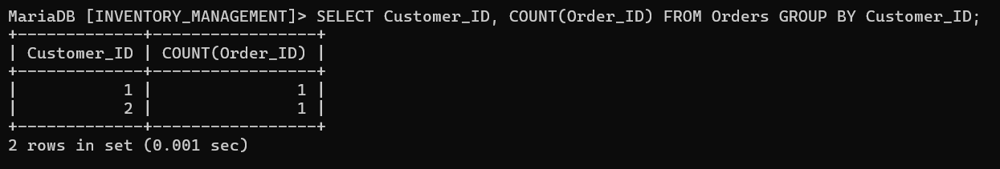 MariaDB [INVENTORY_MANAGEMENT]> SELECT Customer_ID, COUNT(Order_ID) FROM Orders GROUP BY Customer_ID;
+-------------+-----------------+
| Customer_ID | COUNT(Order_ID) |
+-------------+-----------------+
|           1 |               1 |
|           2 |               1 |
+-------------+-----------------+
2 rows in set (0.001 sec)